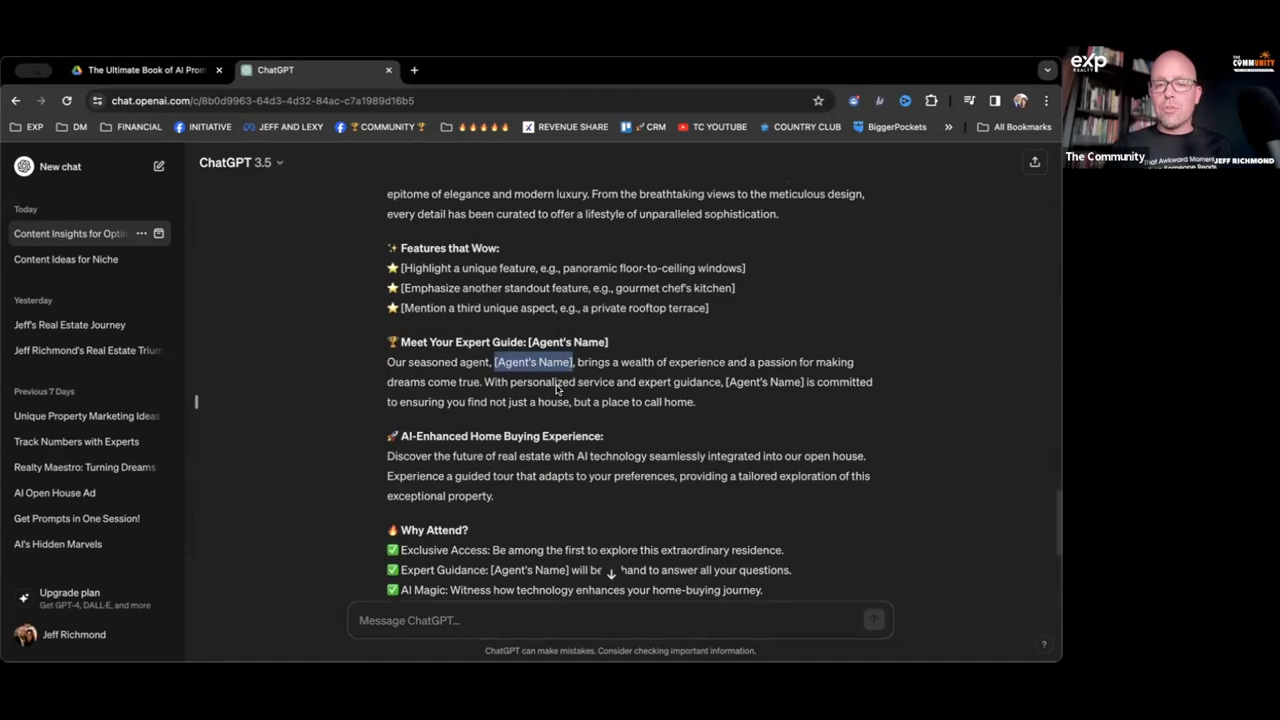 The Ultimate Book of AI Prom
ChatGPT
chat.openai.com/c/8b0d9963-64d3-4d32-84ac-c7a1989d16b5
EXP
DM
FINANCIAL
INITIATIVE
JEFF AND LEXY
🏆COMMUNITY🏆
🔥🔥🔥🔥🔥
REVENUE SHARE
CRM
TC YOUTUBE
COUNTRY CLUB
BiggerPockets
»
All Bookmarks
New chat
Today
Content Insights for Optin
Content Ideas for Niche
Yesterday
Jeff's Real Estate Journey
Jeff Richmond's Real Estate Trium
Previous 7 Days
Unique Property Marketing Ideas
Track Numbers with Experts
Realty Maestro: Turning Dreams
AI Open House Ad
Get Prompts in One Session!
AI's Hidden Marvels
Upgrade plan
Get GPT-4, DALL·E, and more
Jeff Richmond
ChatGPT 3.5
epitome of elegance and modern luxury. From the breathtaking views to the meticulous design,
every detail has been curated to offer a lifestyle of unparalleled sophistication.
✨ Features that Wow:
⭐ [Highlight a unique feature, e.g., panoramic floor-to-ceiling windows]
⭐ [Emphasize another standout feature, e.g., gourmet chef's kitchen]
⭐ [Mention a third unique aspect, e.g., a private rooftop terrace]
🏆 Meet Your Expert Guide: [Agent's Name]
Our seasoned agent, [Agent's Name], brings a wealth of experience and a passion for making
dreams come true. With personalized service and expert guidance, [Agent's Name] is committed
to ensuring you find not just a house, but a place to call home.
🚀 AI-Enhanced Home Buying Experience:
Discover the future of real estate with AI technology seamlessly integrated into our open house.
Experience a guided tour that adapts to your preferences, providing a tailored exploration of this
exceptional property.
🔥 Why Attend?
✅ Exclusive Access: Be among the first to explore this extraordinary residence.
✅ Expert Guidance: [Agent's Name] will be hand to answer all your questions.
✅ AI Magic: Witness how technology enhances your home-buying journey.
Message ChatGPT...
ChatGPT can make mistakes. Consider checking important information.
?
exp
REALTY
THE
COMMUNITY
The Community
That Awkward Moment
JEFF RICHMOND